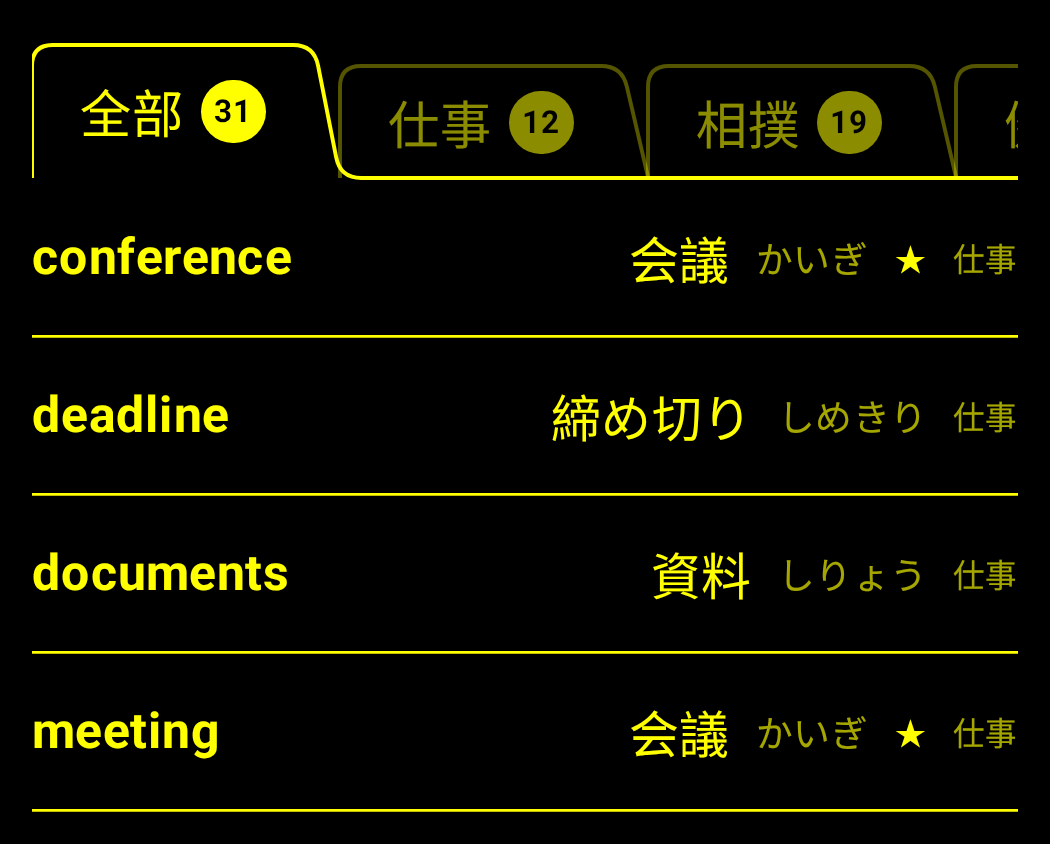 全部 31 仕事 12 相撲 19
conference 会議 かいぎ ★ 仕事
deadline 締め切り しめきり 仕事
documents 資料 しりょう 仕事
meeting 会議 かいぎ ★ 仕事